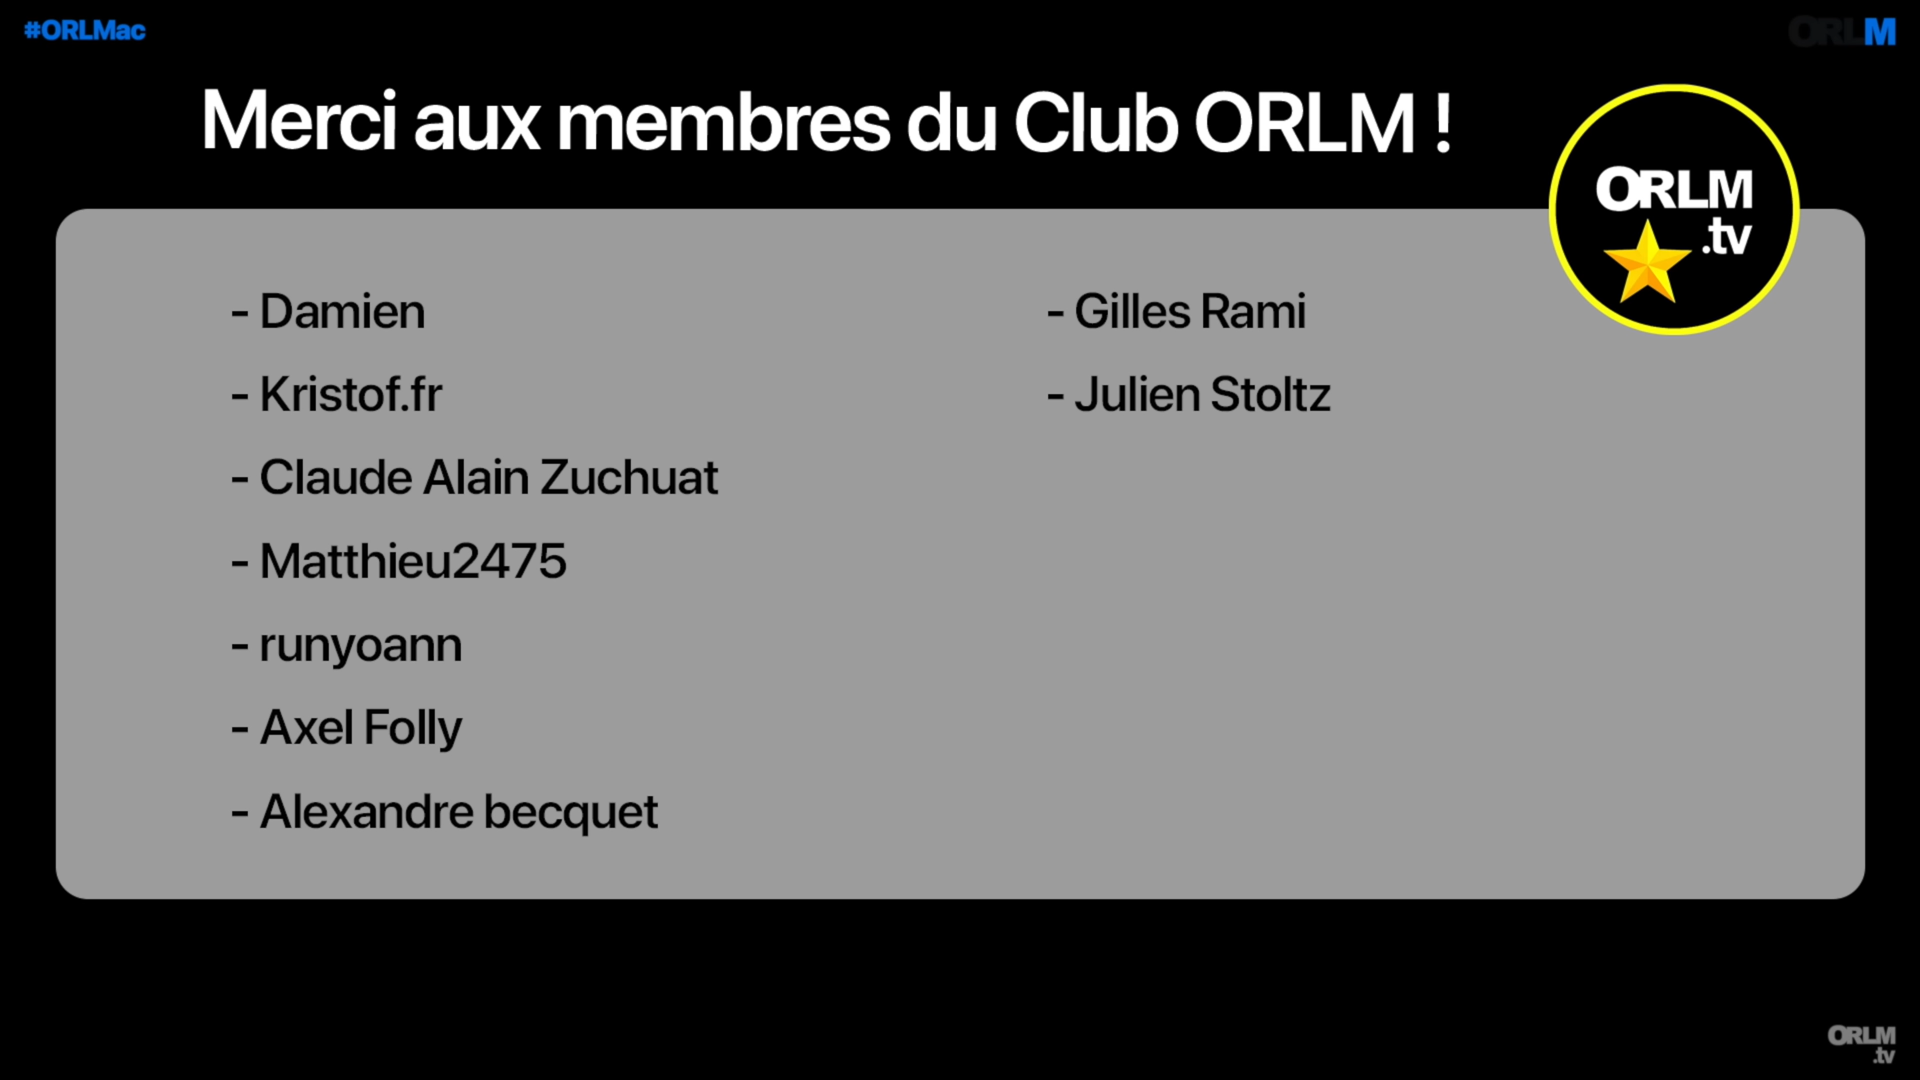 #ORLMac
ORLM
Merci aux membres du Club ORLM !
ORLM
.tv
- Damien
- Kristof.fr
- Claude Alain Zuchuat
- Matthieu2475
- runyoann
- Axel Folly
- Alexandre becquet
- Gilles Rami
- Julien Stoltz
ORLM
.tv